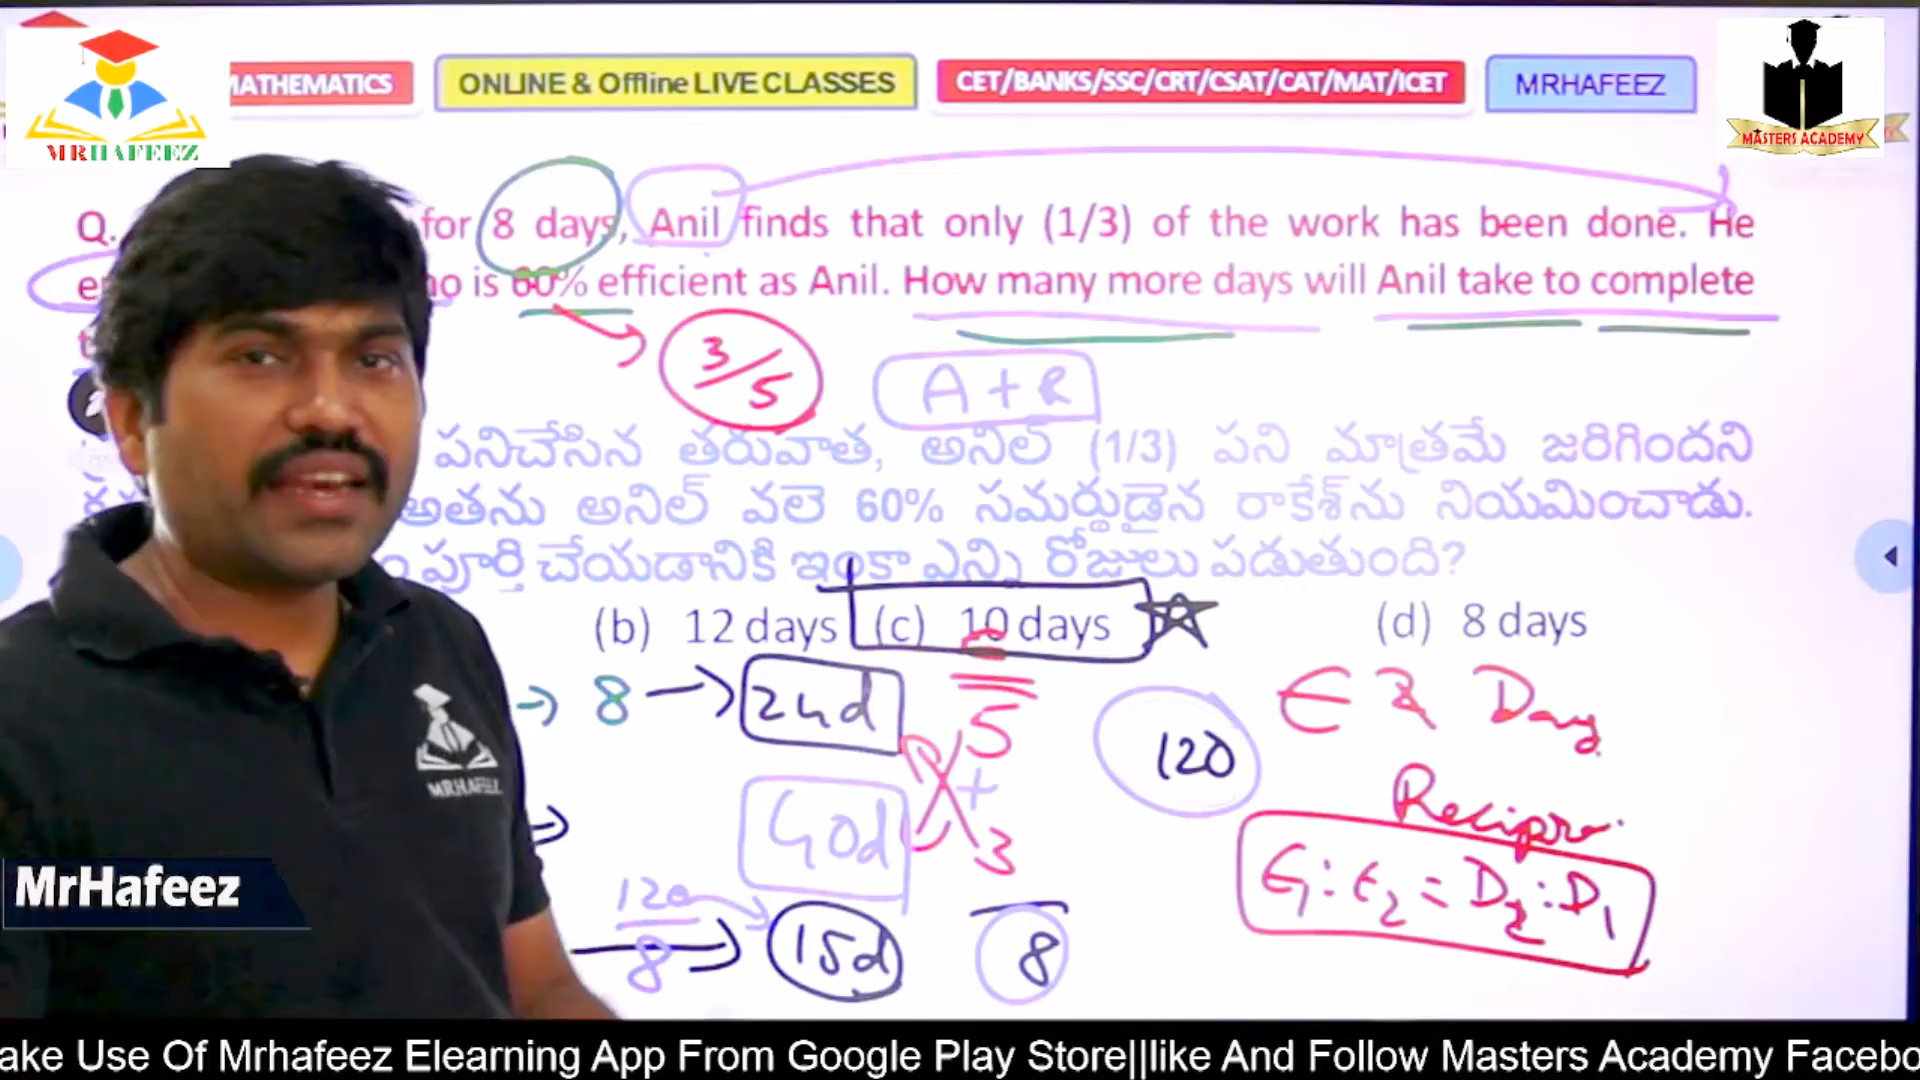 MATHEMATICS
ONLINE & Offline LIVE CLASSES
CET/BANKS/SSC/CRT/CSAT/CAT/MAT/ICET
MRHAFEEZ
MRHAFEEZ
MASTERS ACADEMY
Q. for 8 days, Anil finds that only (1/3) of the work has been done. He
is 60% efficient as Anil. How many more days will Anil take to complete
3/5
A + R
పనిచేసిన తరువాత, అనిల్ (1/3) పని మాత్రమే జరిగిందని
అతను అనిల్ వలె 60% సమర్థుడైన రాకేశ్‌ను నియమించాడు.
పూర్తి చేయడానికి ఇంకా ఎన్ని రోజులు పడుతుంది?
(b) 12 days (c) 10 days (d) 8 days
→ 8 → 24d 5 120
+
40d 3
120
8 → 15d 8
E₁ : E₂ = D₂ : D₁
MRHAFEEZ
MrHafeez
ake Use Of Mrhafeez Elearning App From Google Play Store||like And Follow Masters Academy Facebo